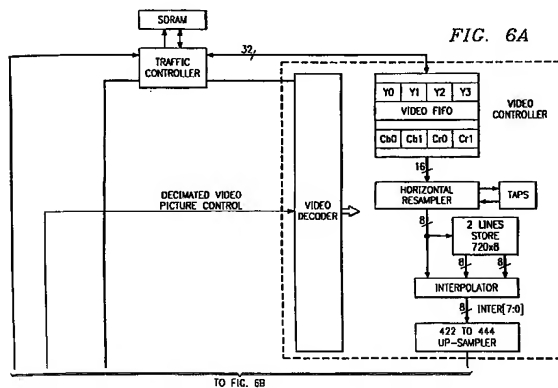 SDRAM
FIG. 6A
TRAFFIC
CONTROLLER
32
Y0 Y1 Y2 Y3
VIDEO FIFO
Cb0 Cb1 Cr0 Cr1
VIDEO
CONTROLLER
16
HORIZONTAL
RESAMPLER
TAPS
DECIMATED VIDEO
PICTURE CONTROL
VIDEO
DECODER
8
2 LINES
STORE
720x8
8
8
INTERPOLATOR
8
INTER[7:0]
422 TO 444
UP-SAMPLER
TO FIG. 6B